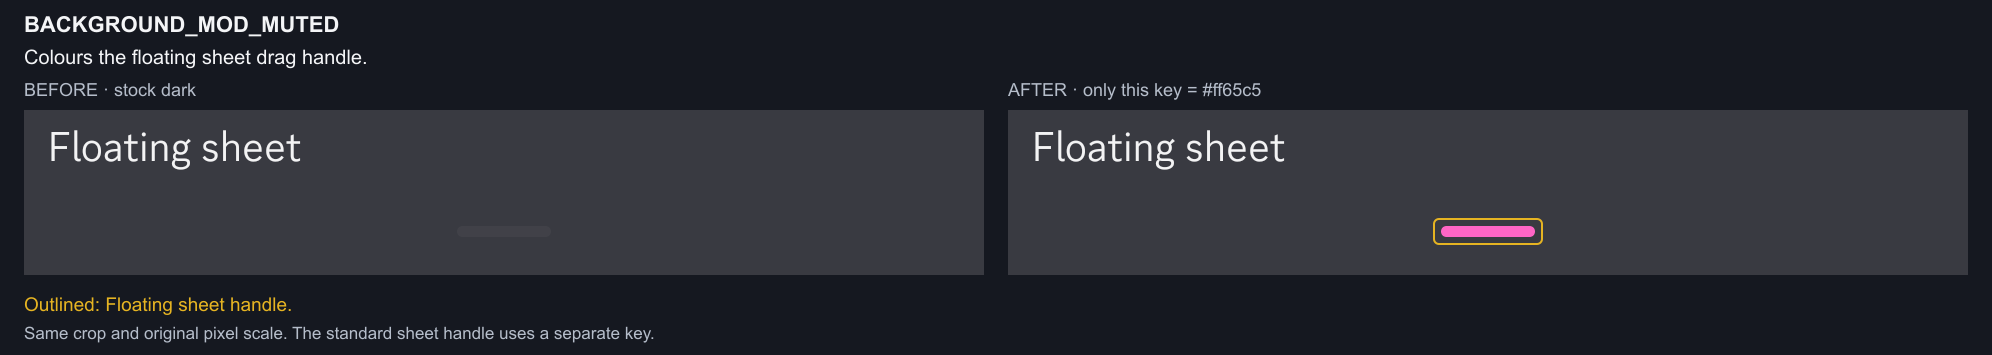 BACKGROUND_MOD_MUTED
Colours the floating sheet drag handle.
BEFORE · stock dark
AFTER · only this key = #ff65c5
Floating sheet
Floating sheet
Outlined: Floating sheet handle.
Same crop and original pixel scale. The standard sheet handle uses a separate key.